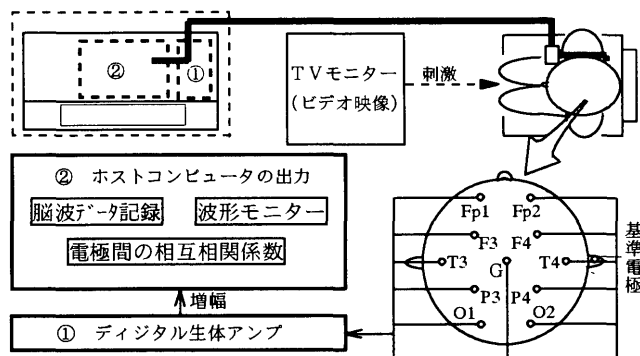 ②
①
TVモニター
(ビデオ映像)
刺激
② ホストコンピュータの出力
脳波データ記録
波形モニター
電極間の相互相関係数
増幅
① ディジタル生体アンプ
Fp1
Fp2
F3
F4
T3
G
T4
P3
P4
O1
O2
基準電極